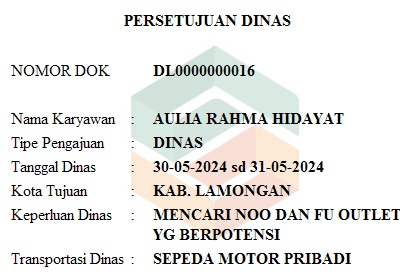 PERSETUJUAN DINAS
NOMOR DOK DL0000000016
Nama Karyawan : AULIA RAHMA HIDAYAT
Tipe Pengajuan : DINAS
Tanggal Dinas : 30-05-2024 sd 31-05-2024
Kota Tujuan : KAB. LAMONGAN
Keperluan Dinas : MENCARI NOO DAN FU OUTLET
YG BERPOTENSI
Transportasi Dinas : SEPEDA MOTOR PRIBADI